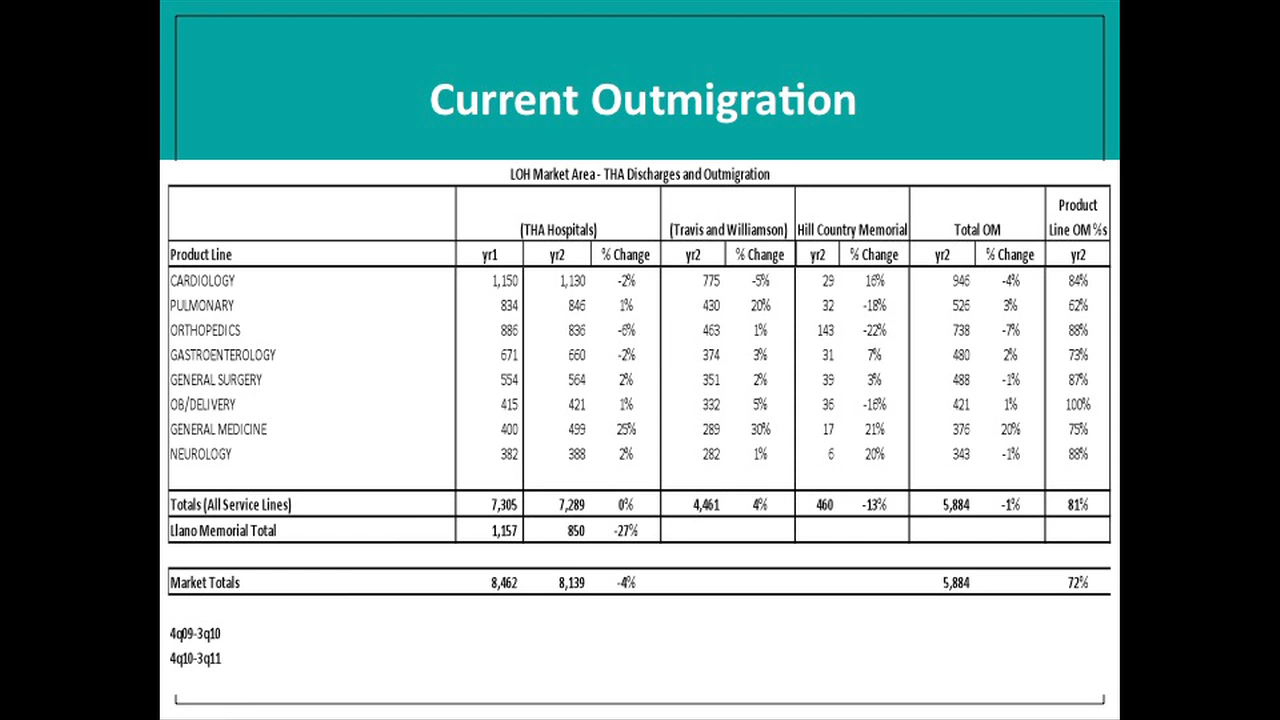 Current Outmigration
LOH Market Area - THA Discharges and Outmigration
Product
(THA Hospitals) (Travis and Williamson) Hill Country Memorial Total OM Line OM %s
Product Line yr1 yr2 % Change yr2 % Change yr2 % Change yr2 % Change yr2
CARDIOLOGY 1,150 1,130 -2% 775 -5% 29 16% 946 -4% 84%
PULMONARY 834 846 1% 430 20% 32 -18% 526 3% 62%
ORTHOPEDICS 886 836 -6% 463 1% 143 -22% 738 -7% 88%
GASTROENTEROLOGY 671 660 -2% 374 3% 31 7% 480 2% 73%
GENERAL SURGERY 554 564 2% 351 2% 39 3% 488 -1% 87%
OB/DELIVERY 415 421 1% 332 5% 36 -16% 421 1% 100%
GENERAL MEDICINE 400 499 25% 289 30% 17 21% 376 20% 75%
NEUROLOGY 382 388 2% 282 1% 6 20% 343 -1% 88%
Totals (All Service Lines) 7,305 7,289 0% 4,461 4% 460 -13% 5,884 -1% 81%
Llano Memorial Total 1,157 850 -27%
Market Totals 8,462 8,139 -4% 5,884 72%
4q09-3q10
4q10-3q11